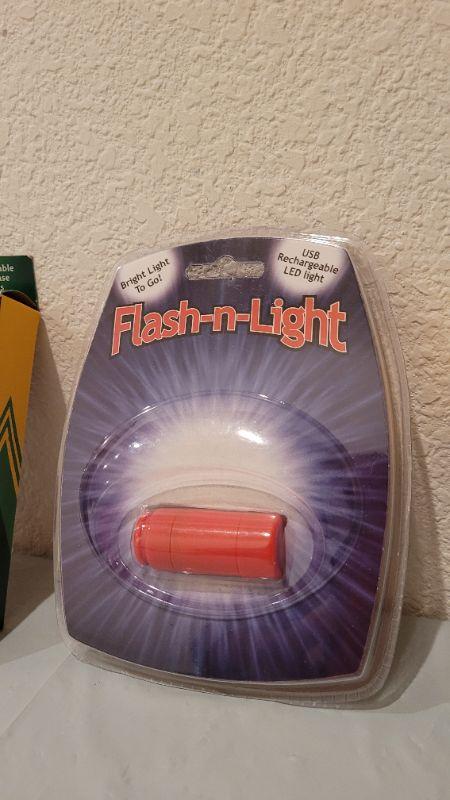 Bright Light
To Go!
USB
Rechargeable
LED light
Flash-n-Light